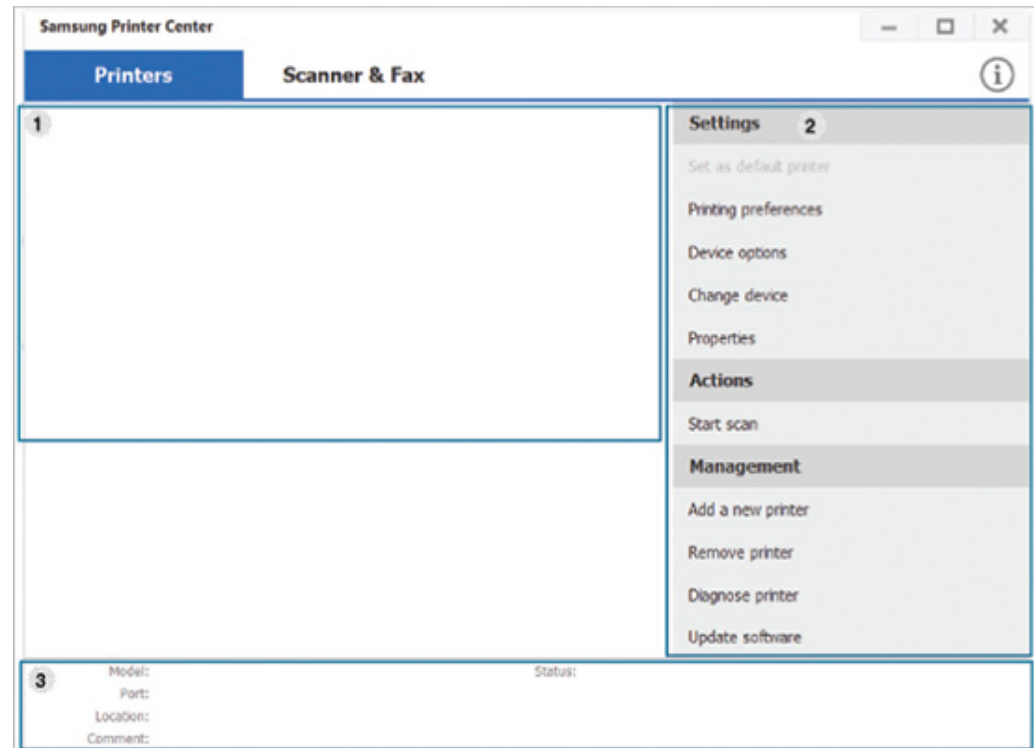 Samsung Printer Center
Printers Scanner & Fax
1
Settings 2
Set as default printer
Printing preferences
Device options
Change device
Properties
Actions
Start scan
Management
Add a new printer
Remove printer
Diagnose printer
Update software
3
Model: Status:
Port:
Location:
Comment: